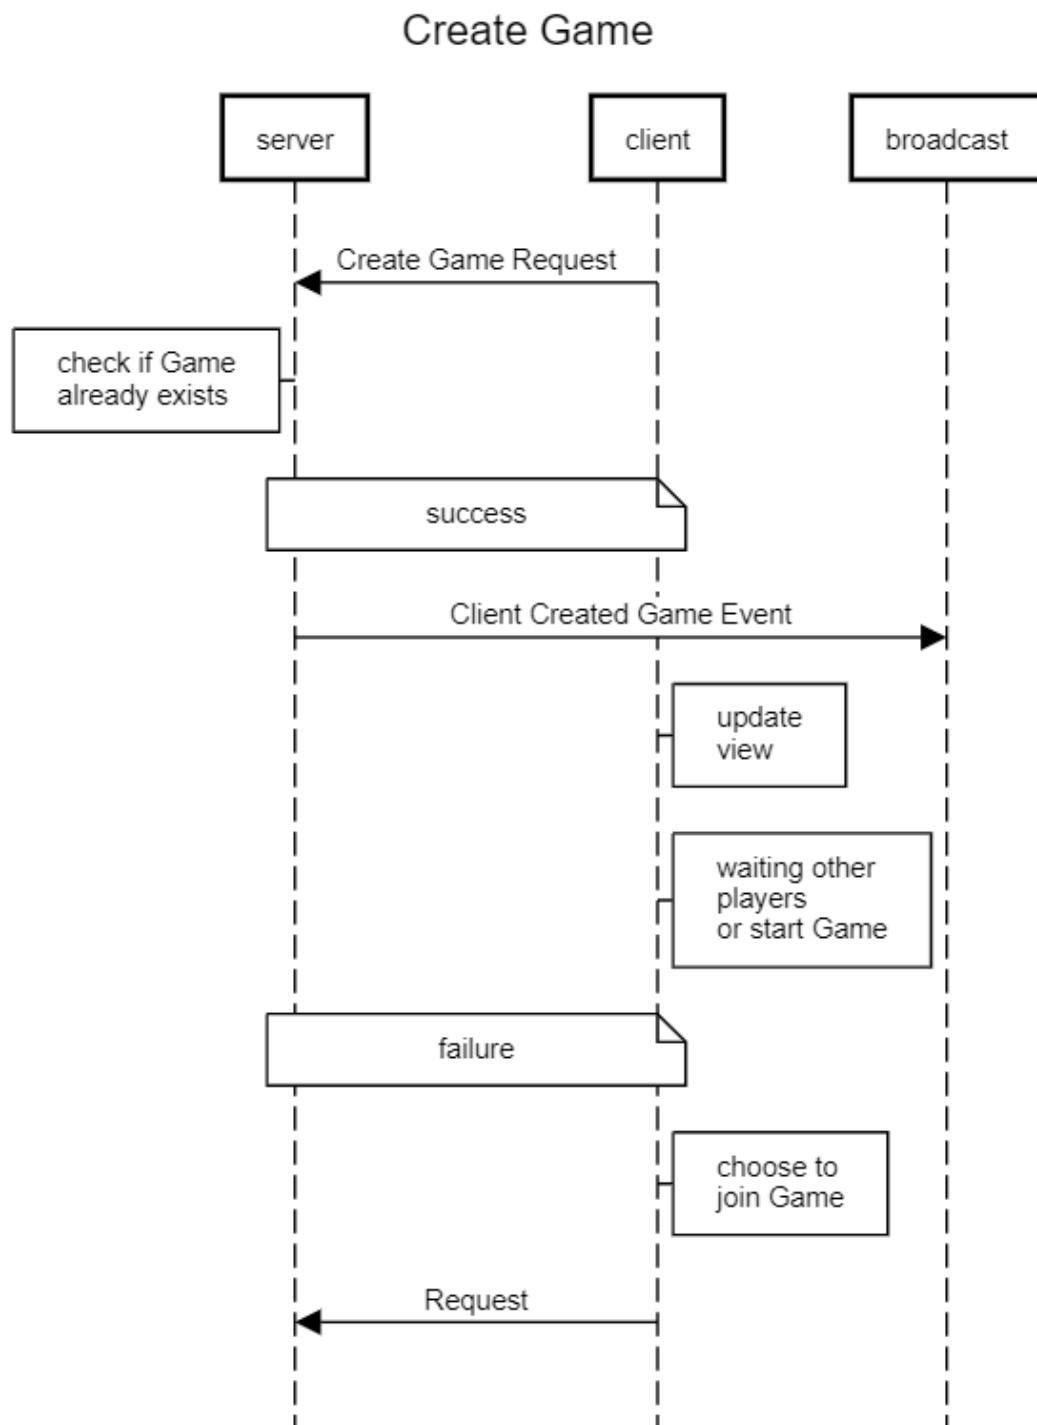 Create Game
server
client
broadcast
Create Game Request
check if Game
already exists
success
Client Created Game Event
update
view
waiting other
players
or start Game
failure
choose to
join Game
Request